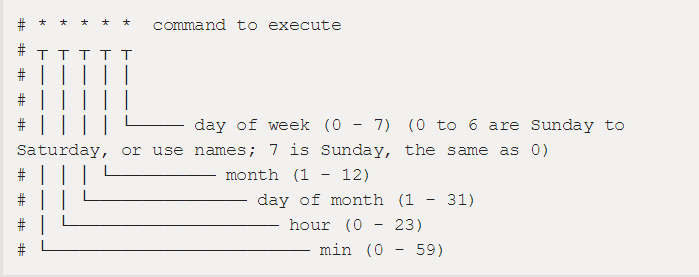 # * * * * *  command to execute
# ┬ ┬ ┬ ┬ ┬
# │ │ │ │ │
# │ │ │ │ │
# │ │ │ │ └───── day of week (0 - 7) (0 to 6 are Sunday to
Saturday, or use names; 7 is Sunday, the same as 0)
# │ │ │ └────────── month (1 - 12)
# │ │ └─────────────── day of month (1 - 31)
# │ └──────────────────── hour (0 - 23)
# └───────────────────────── min (0 - 59)